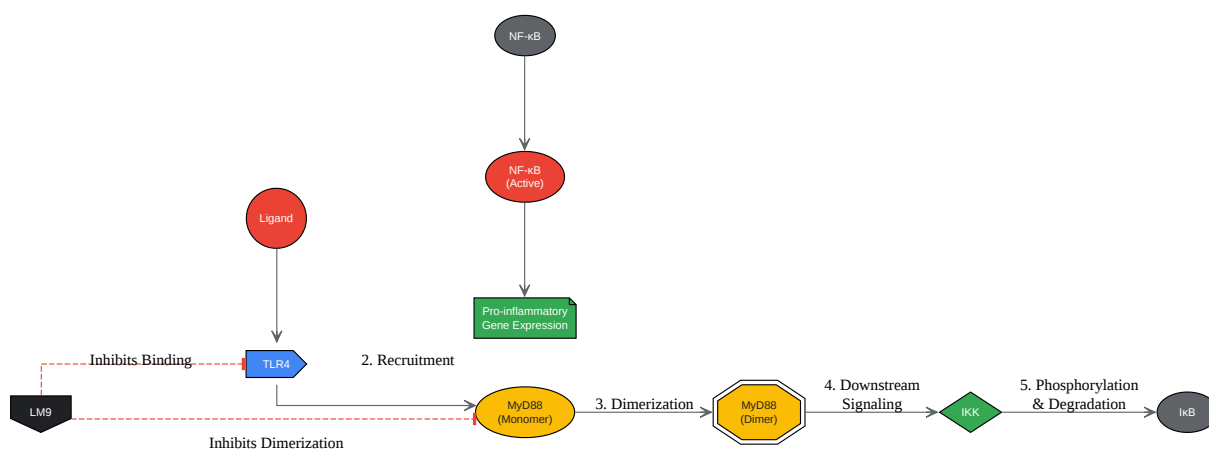 NF-κB
NF-κB
(Active)
Ligand
Pro-inflammatory
Gene Expression
Inhibits Binding
TLR4
2. Recruitment
LM9
MyD88
(Monomer)
3. Dimerization
MyD88
(Dimer)
4. Downstream
Signaling
IKK
5. Phosphorylation
& Degradation
IκB
Inhibits Dimerization